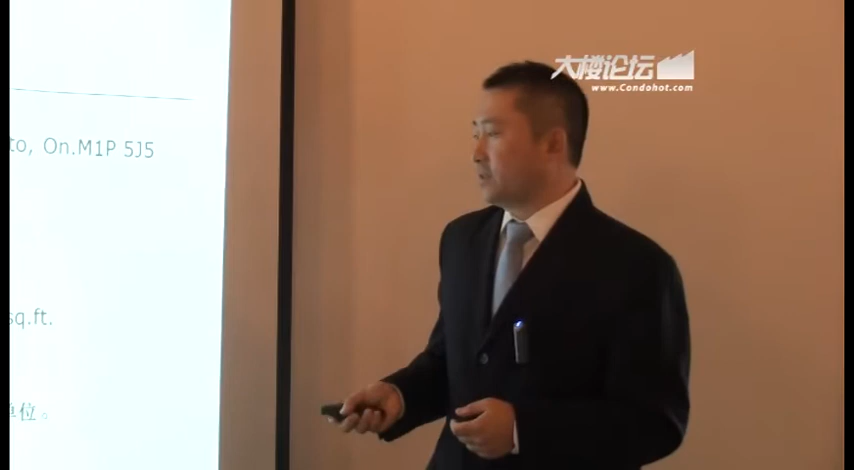 大楼论坛
www.Condohot.com
to, On.M1P 5J5
sq.ft.
单位。